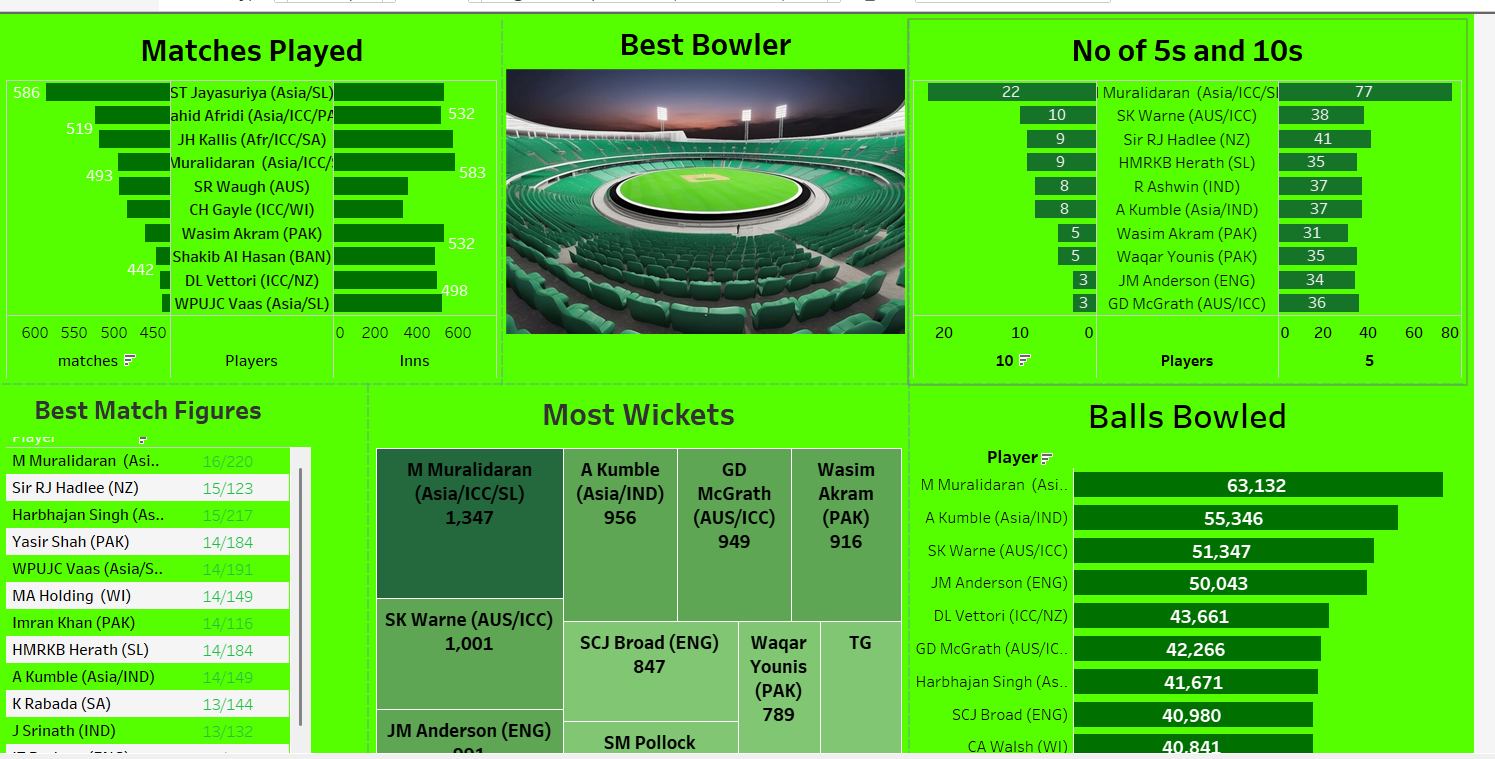 Matches Played
586
519
493
442
ST Jayasuriya (Asia/SL)
ahid Afridi (Asia/ICC/PA
JH Kallis (Afr/ICC/SA)
Muralidaran (Asia/ICC/
SR Waugh (AUS)
CH Gayle (ICC/WI)
Wasim Akram (PAK)
Shakib Al Hasan (BAN)
DL Vettori (ICC/NZ)
WPUJC Vaas (Asia/SL)
532
583
532
498
600 550 500 450
0 200 400 600
matches
Players
Inns
Best Bowler
No of 5s and 10s
22 Muralidaran (Asia/ICC/SL 77
10 SK Warne (AUS/ICC) 38
9 Sir RJ Hadlee (NZ) 41
9 HMRKB Herath (SL) 35
8 R Ashwin (IND) 37
8 A Kumble (Asia/IND) 37
5 Wasim Akram (PAK) 31
5 Waqar Younis (PAK) 35
3 JM Anderson (ENG) 34
3 GD McGrath (AUS/ICC) 36
20 10 0
0 20 40 60 80
10 Players 5
Best Match Figures
Player
M Muralidaran (Asi.. 16/220
Sir RJ Hadlee (NZ) 15/123
Harbhajan Singh (As.. 15/217
Yasir Shah (PAK) 14/184
WPUJC Vaas (Asia/S.. 14/191
MA Holding (WI) 14/149
Imran Khan (PAK) 14/116
HMRKB Herath (SL) 14/184
A Kumble (Asia/IND) 14/149
K Rabada (SA) 13/144
J Srinath (IND) 13/132
Most Wickets
M Muralidaran
(Asia/ICC/SL)
1,347
SK Warne (AUS/ICC)
1,001
JM Anderson (ENG)
991
A Kumble
(Asia/IND)
956
GD
McGrath
(AUS/ICC)
949
Wasim
Akram
(PAK)
916
SCJ Broad (ENG)
847
SM Pollock
Waqar
Younis
(PAK)
789
TG
Balls Bowled
Player
M Muralidaran (Asi.. 63,132
A Kumble (Asia/IND) 55,346
SK Warne (AUS/ICC) 51,347
JM Anderson (ENG) 50,043
DL Vettori (ICC/NZ) 43,661
GD McGrath (AUS/IC.. 42,266
Harbhajan Singh (As.. 41,671
SCJ Broad (ENG) 40,980
CA Walsh (WI) 40,841